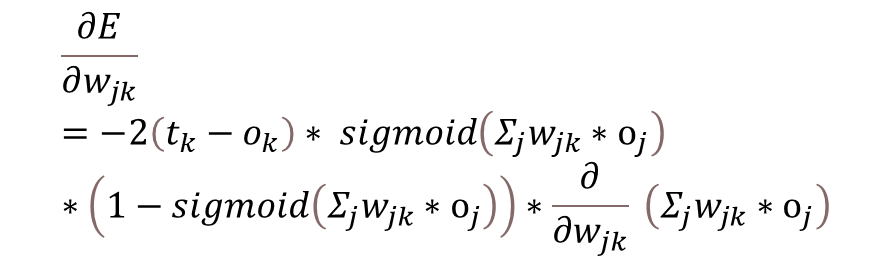 ∂E
∂w_jk
= −2(t_k − o_k) * sigmoid(Σ_j w_jk * o_j)
* (1 − sigmoid(Σ_j w_jk * o_j)) * ∂/∂w_jk (Σ_j w_jk * o_j)